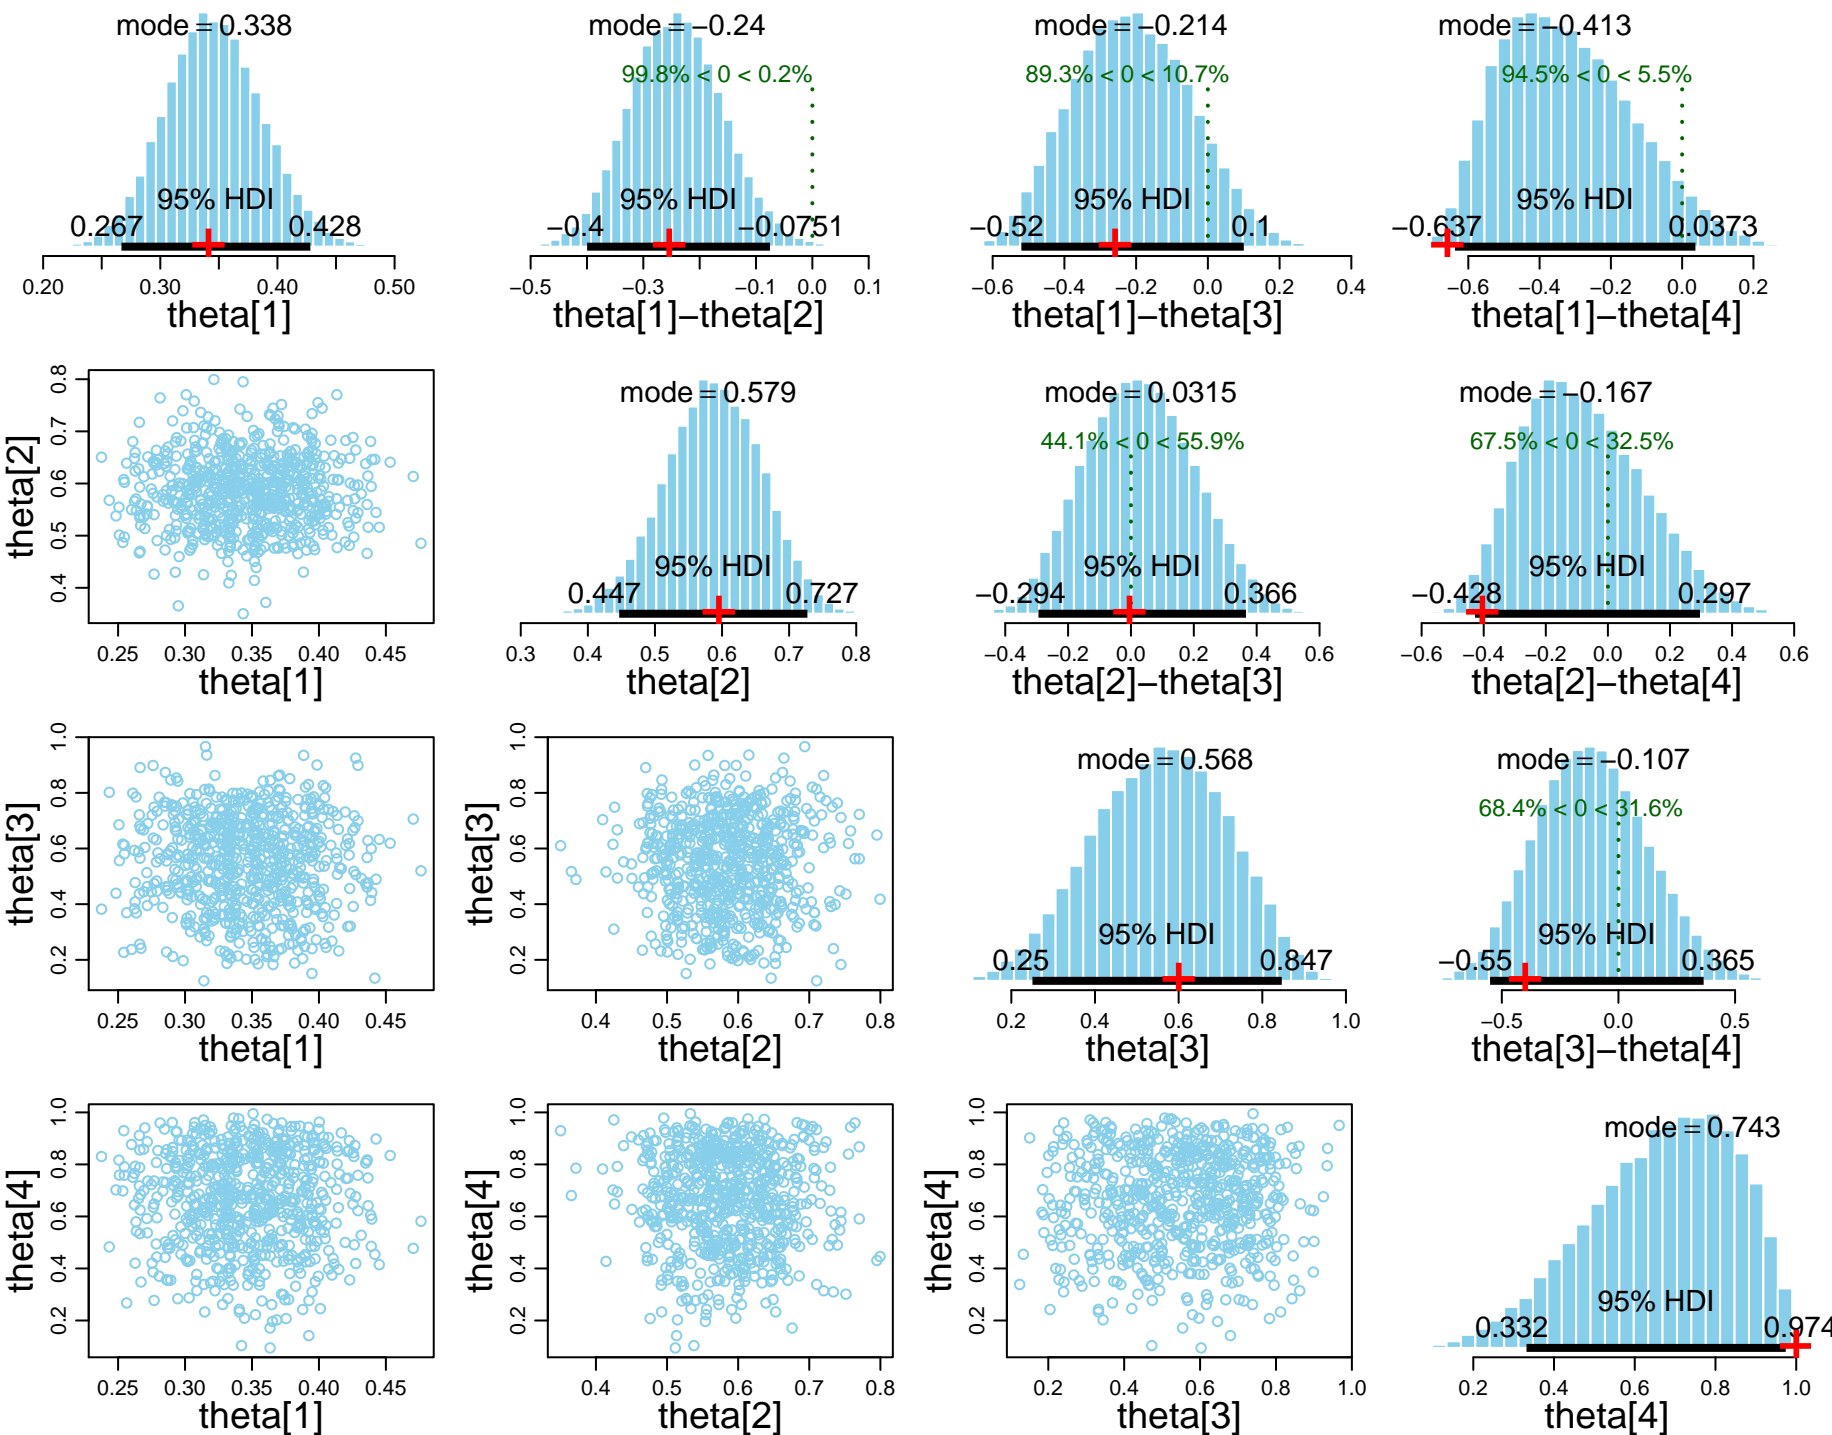 mode = 0.338
95% HDI
0.267 0.428
0.20 0.30 0.40 0.50
theta[1]
mode = −0.24
99.8% < 0 < 0.2%
95% HDI
−0.4 −0.0751
−0.5 −0.3 −0.1 0.0 0.1
theta[1]−theta[2]
mode = −0.214
89.3% < 0 < 10.7%
95% HDI
−0.52 0.1
−0.6 −0.4 −0.2 0.0 0.2 0.4
theta[1]−theta[3]
mode = −0.413
94.5% < 0 < 5.5%
95% HDI
−0.637 0.0373
−0.6 −0.4 −0.2 0.0 0.2
theta[1]−theta[4]
theta[2]
0.4 0.5 0.6 0.7 0.8
0.25 0.30 0.35 0.40 0.45
theta[1]
mode = 0.579
95% HDI
0.447 0.727
0.3 0.4 0.5 0.6 0.7 0.8
theta[2]
mode = 0.0315
44.1% < 0 < 55.9%
95% HDI
−0.294 0.366
−0.4 −0.2 0.0 0.2 0.4 0.6
theta[2]−theta[3]
mode = −0.167
67.5% < 0 < 32.5%
95% HDI
−0.428 0.297
−0.6 −0.4 −0.2 0.0 0.2 0.4 0.6
theta[2]−theta[4]
theta[3]
0.2 0.4 0.6 0.8 1.0
0.25 0.30 0.35 0.40 0.45
theta[1]
theta[3]
0.2 0.4 0.6 0.8 1.0
0.4 0.5 0.6 0.7 0.8
theta[2]
mode = 0.568
95% HDI
0.25 0.847
0.2 0.4 0.6 0.8 1.0
theta[3]
mode = −0.107
68.4% < 0 < 31.6%
95% HDI
−0.55 0.365
−0.5 0.0 0.5
theta[3]−theta[4]
theta[4]
0.2 0.4 0.6 0.8 1.0
0.25 0.30 0.35 0.40 0.45
theta[1]
theta[4]
0.2 0.4 0.6 0.8 1.0
0.4 0.5 0.6 0.7 0.8
theta[2]
theta[4]
0.2 0.4 0.6 0.8 1.0
0.2 0.4 0.6 0.8 1.0
theta[3]
mode = 0.743
95% HDI
0.332 0.974
0.2 0.4 0.6 0.8 1.0
theta[4]